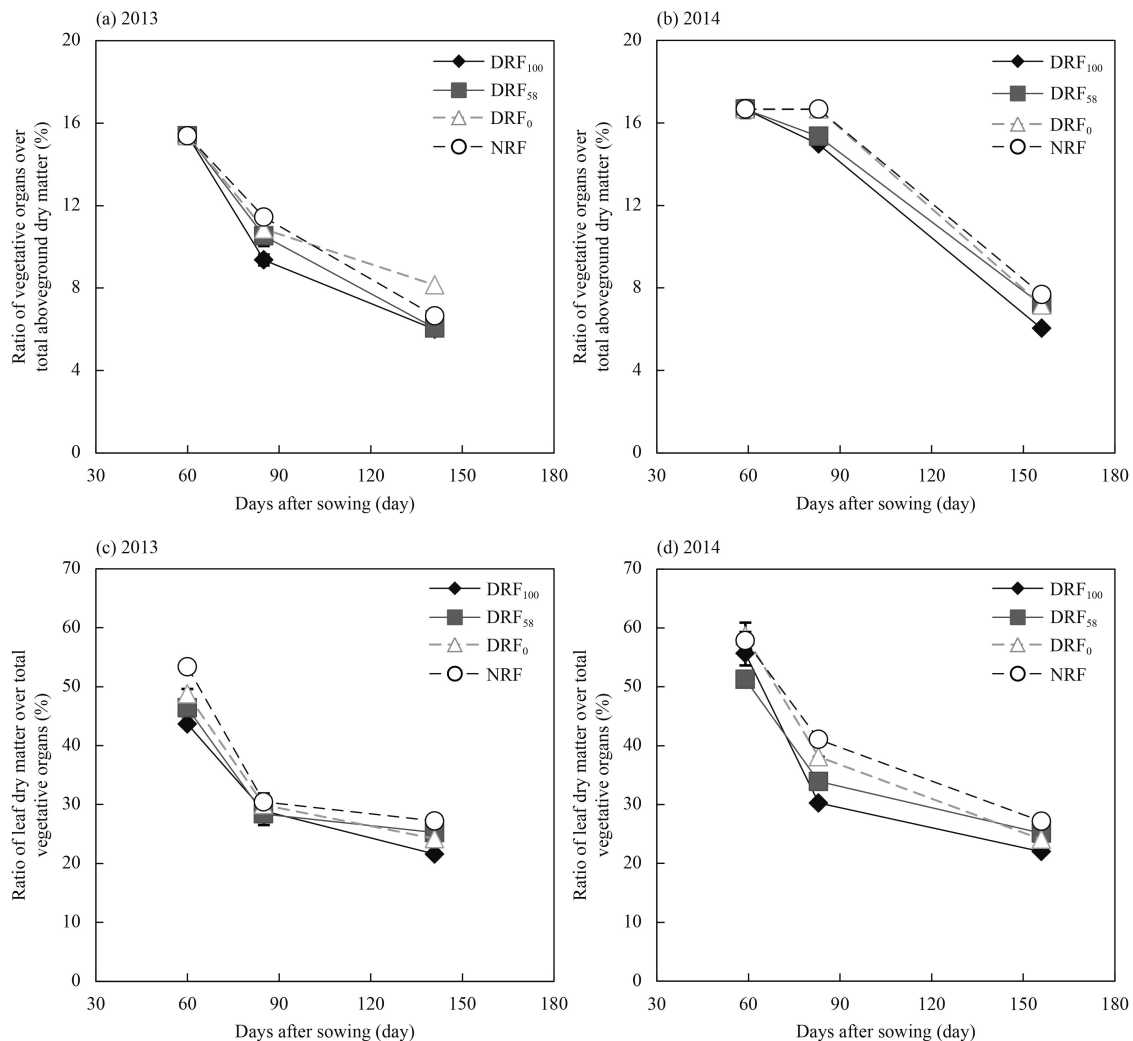 (a) 2013
Ratio of vegetative organs over
total aboveground dry matter (%)
20
16
12
8
4
0
30
60
90
120
150
180
Days after sowing (day)
DRF100
DRF58
DRF0
NRF
(b) 2014
Ratio of vegetative organs over
total aboveground dry matter (%)
20
16
12
8
4
0
30
60
90
120
150
180
Days after sowing (day)
DRF100
DRF58
DRF0
NRF
(c) 2013
Ratio of leaf dry matter over total
vegetative organs (%)
70
60
50
40
30
20
10
0
30
60
90
120
150
180
Days after sowing (day)
DRF100
DRF58
DRF0
NRF
(d) 2014
Ratio of leaf dry matter over total
vegetative organs (%)
70
60
50
40
30
20
10
0
30
60
90
120
150
180
Days after sowing (day)
DRF100
DRF58
DRF0
NRF